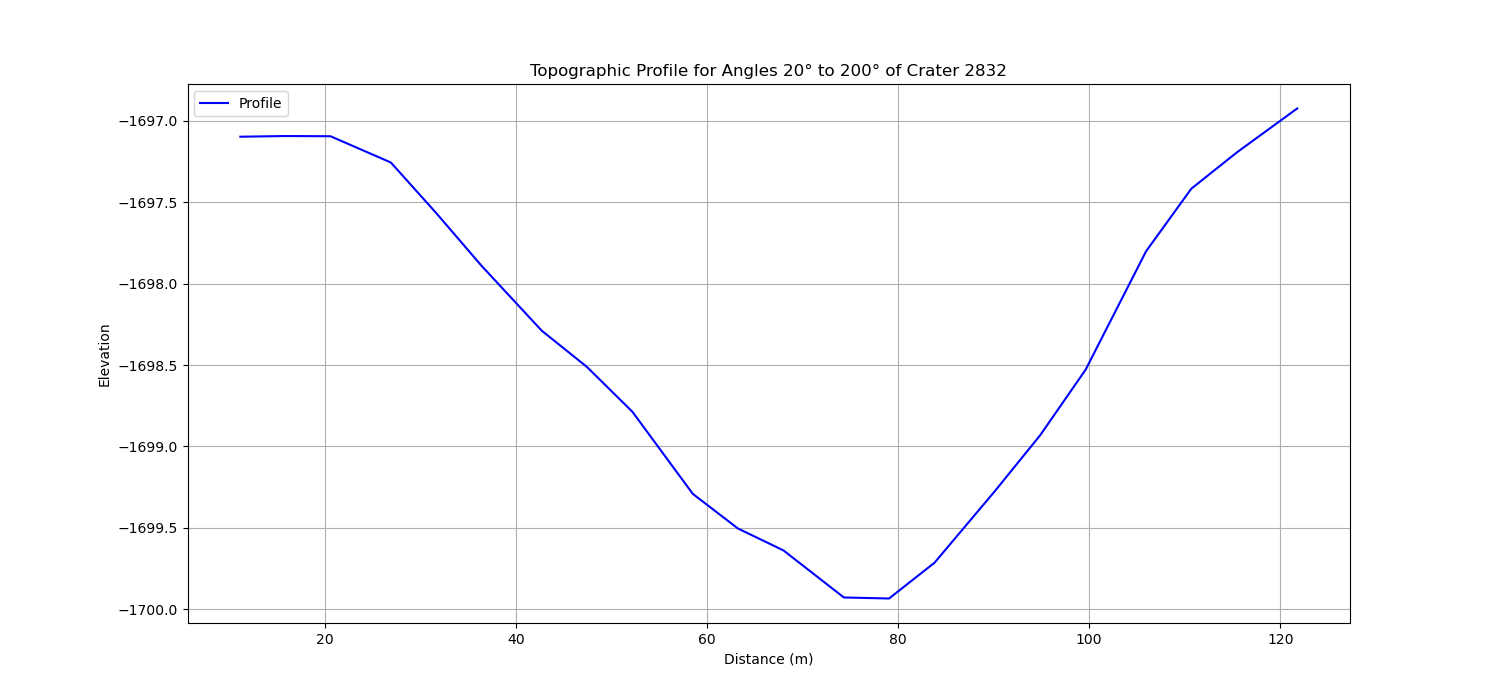 Topographic Profile for Angles 20° to 200° of Crater 2832
Profile
−1697.0
−1697.5
−1698.0
−1698.5
−1699.0
−1699.5
−1700.0
Elevation
20 40 60 80 100 120
Distance (m)